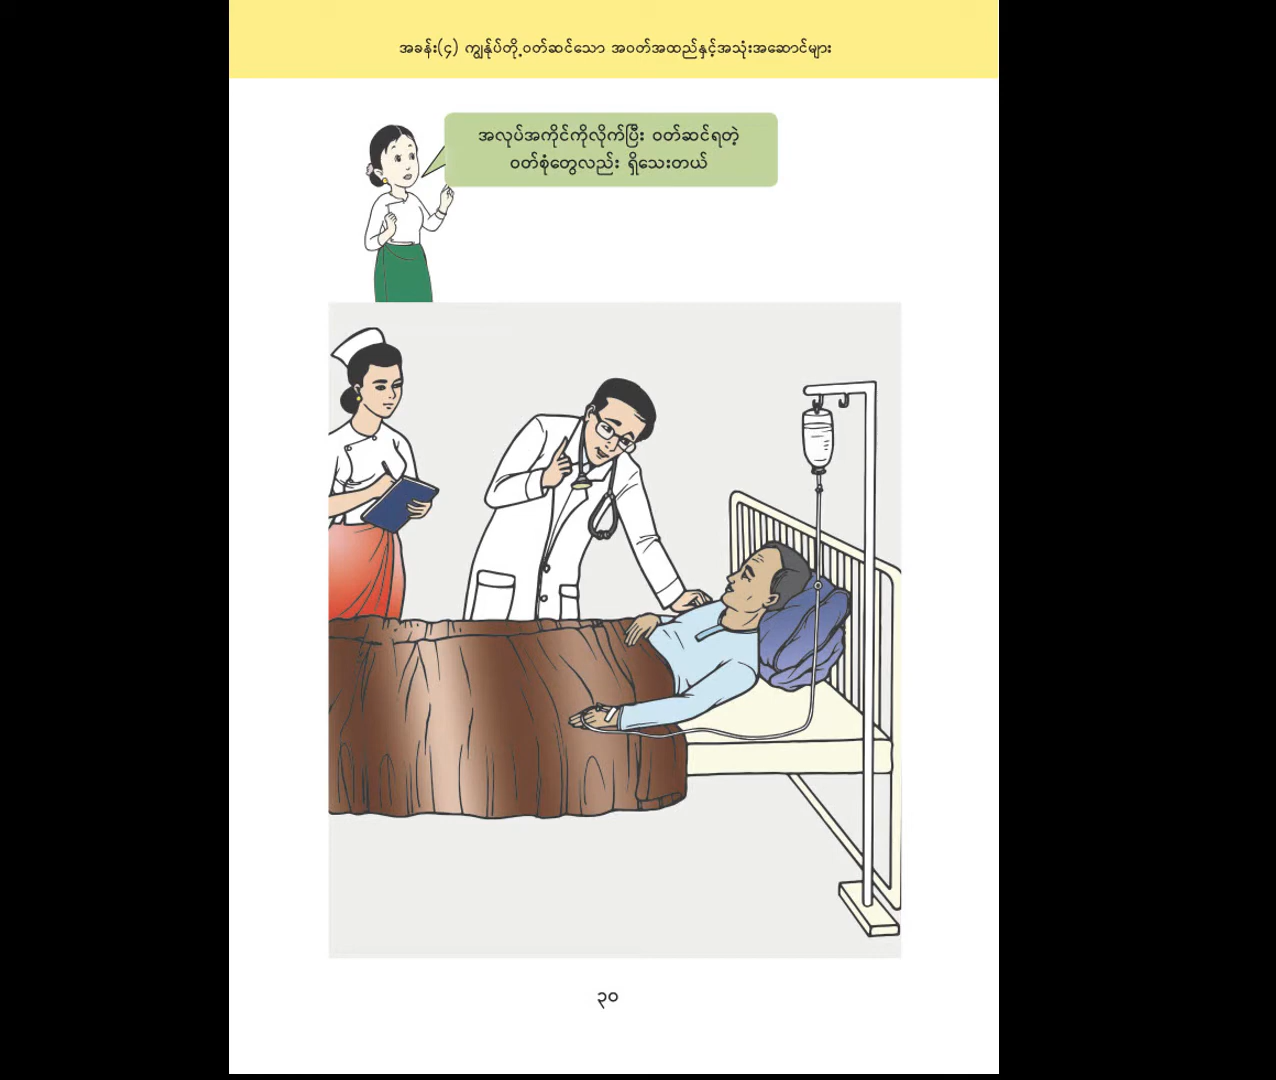 အခန်း(၄) ကျွန်ုပ်တို့ဝတ်ဆင်သော အဝတ်အထည်နှင့်အသုံးအဆောင်များ
အလုပ်အကိုင်ကိုလိုက်ပြီး ဝတ်ဆင်ရတဲ့
ဝတ်စုံတွေလည်း ရှိသေးတယ်
၃၀